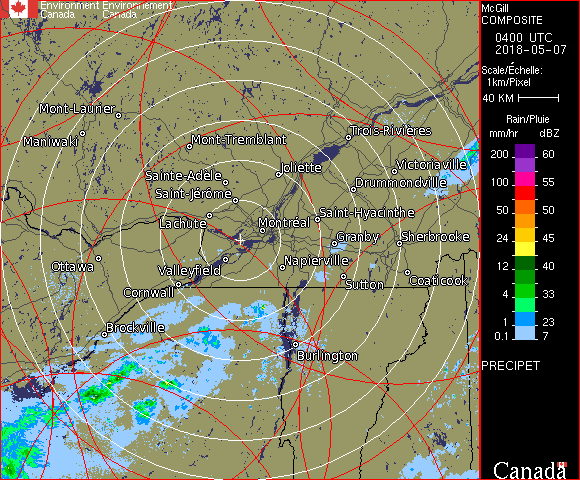 Environment Environnement
Canada Canada
Mont-Laurier
Maniwaki
Mont-Tremblant
Trois-Rivières
Sainte-Adèle
Joliette
Victoriaville
Saint-Jérôme
Drummondville
Lachute
Montréal
Saint-Hyacinthe
Granby
Sherbrooke
Ottawa
Valleyfield
Napierville
Cornwall
Sutton
Coaticook
Brockville
Burlington
McGill
COMPOSITE
0400 UTC
2018-05-07
Scale/Échelle:
1km/Pixel
40 KM
Rain/Pluie
mm/hr dBZ
200 60
100 55
50 50
24 45
12 40
4 33
1 23
0.1 7
PRECIPET
Canada